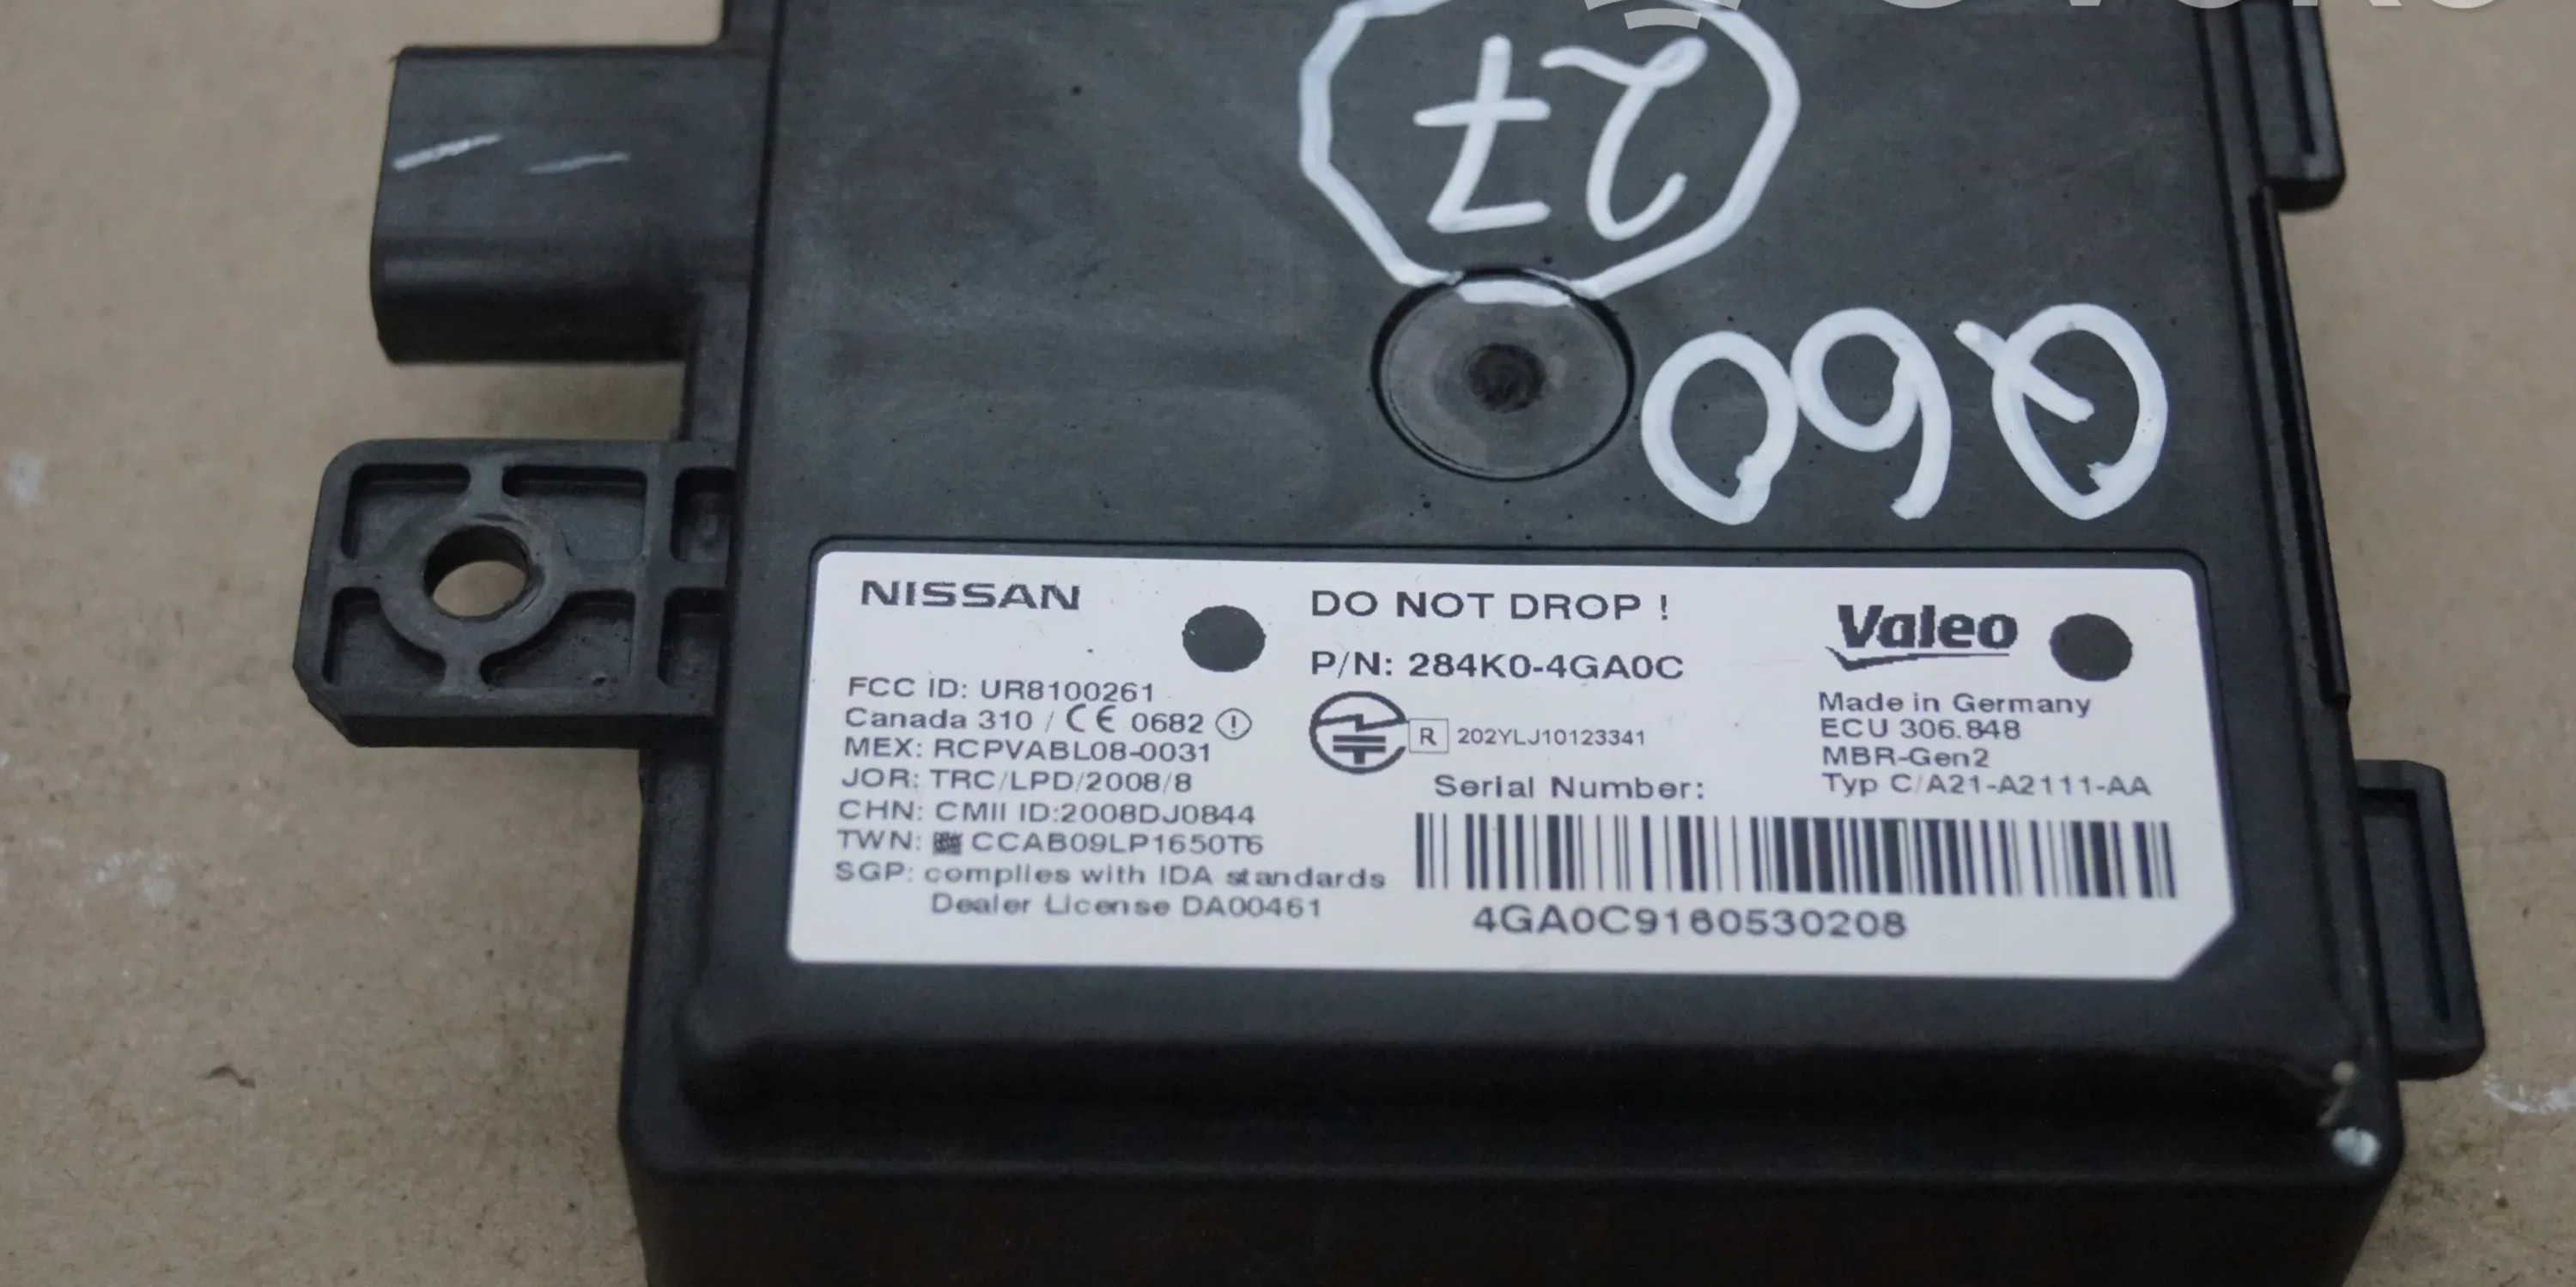 27
Q60
NISSAN
DO NOT DROP !
Valeo
P/N: 284K0-4GA0C
FCC ID: UR8100261
Canada 310 / CE 0682
MEX: RCPVABL08-0031
JOR: TRC/LPD/2008/8
CHN: CMII ID:2008DJ0844
TWN: CCAB09LP1650T6
SGP: complies with IDA standards
Dealer License DA00461
R 202YLJ10123341
Made in Germany
ECU 306.848
MBR-Gen2
Typ C/A21-A2111-AA
Serial Number:
4GA0C9160530208